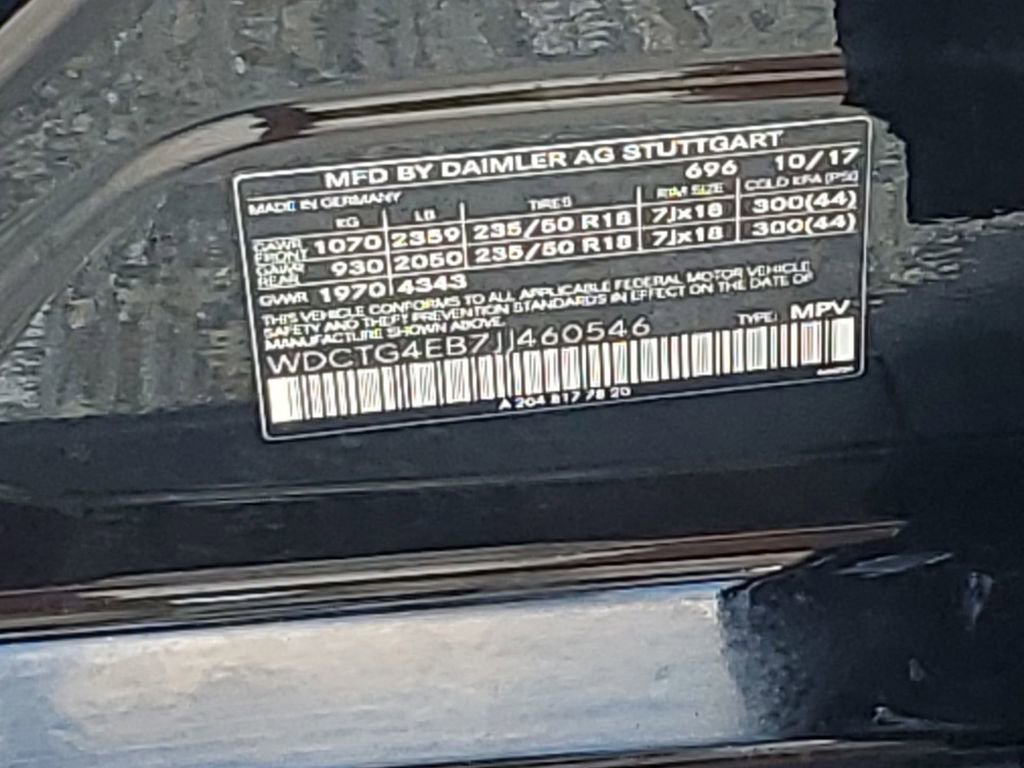 MFD BY DAIMLER AG STUTTGART
MADE IN GERMANY 696 10/17
KG LB TIRES RIM SIZE COLD KPA (PSI)
GAWR FRONT 1070 2359 235/50 R18 7Jx18 300(44)
GAWR REAR 930 2050 235/50 R18 7Jx18 300(44)
GVWR 1970 4343
THIS VEHICLE CONFORMS TO ALL APPLICABLE FEDERAL MOTOR VEHICLE
SAFETY AND THEFT PREVENTION STANDARDS IN EFFECT ON THE DATE OF
MANUFACTURE SHOWN ABOVE.
WDCTG4EB7JJ460546 TYPE: MPV
A 204 817 78 20